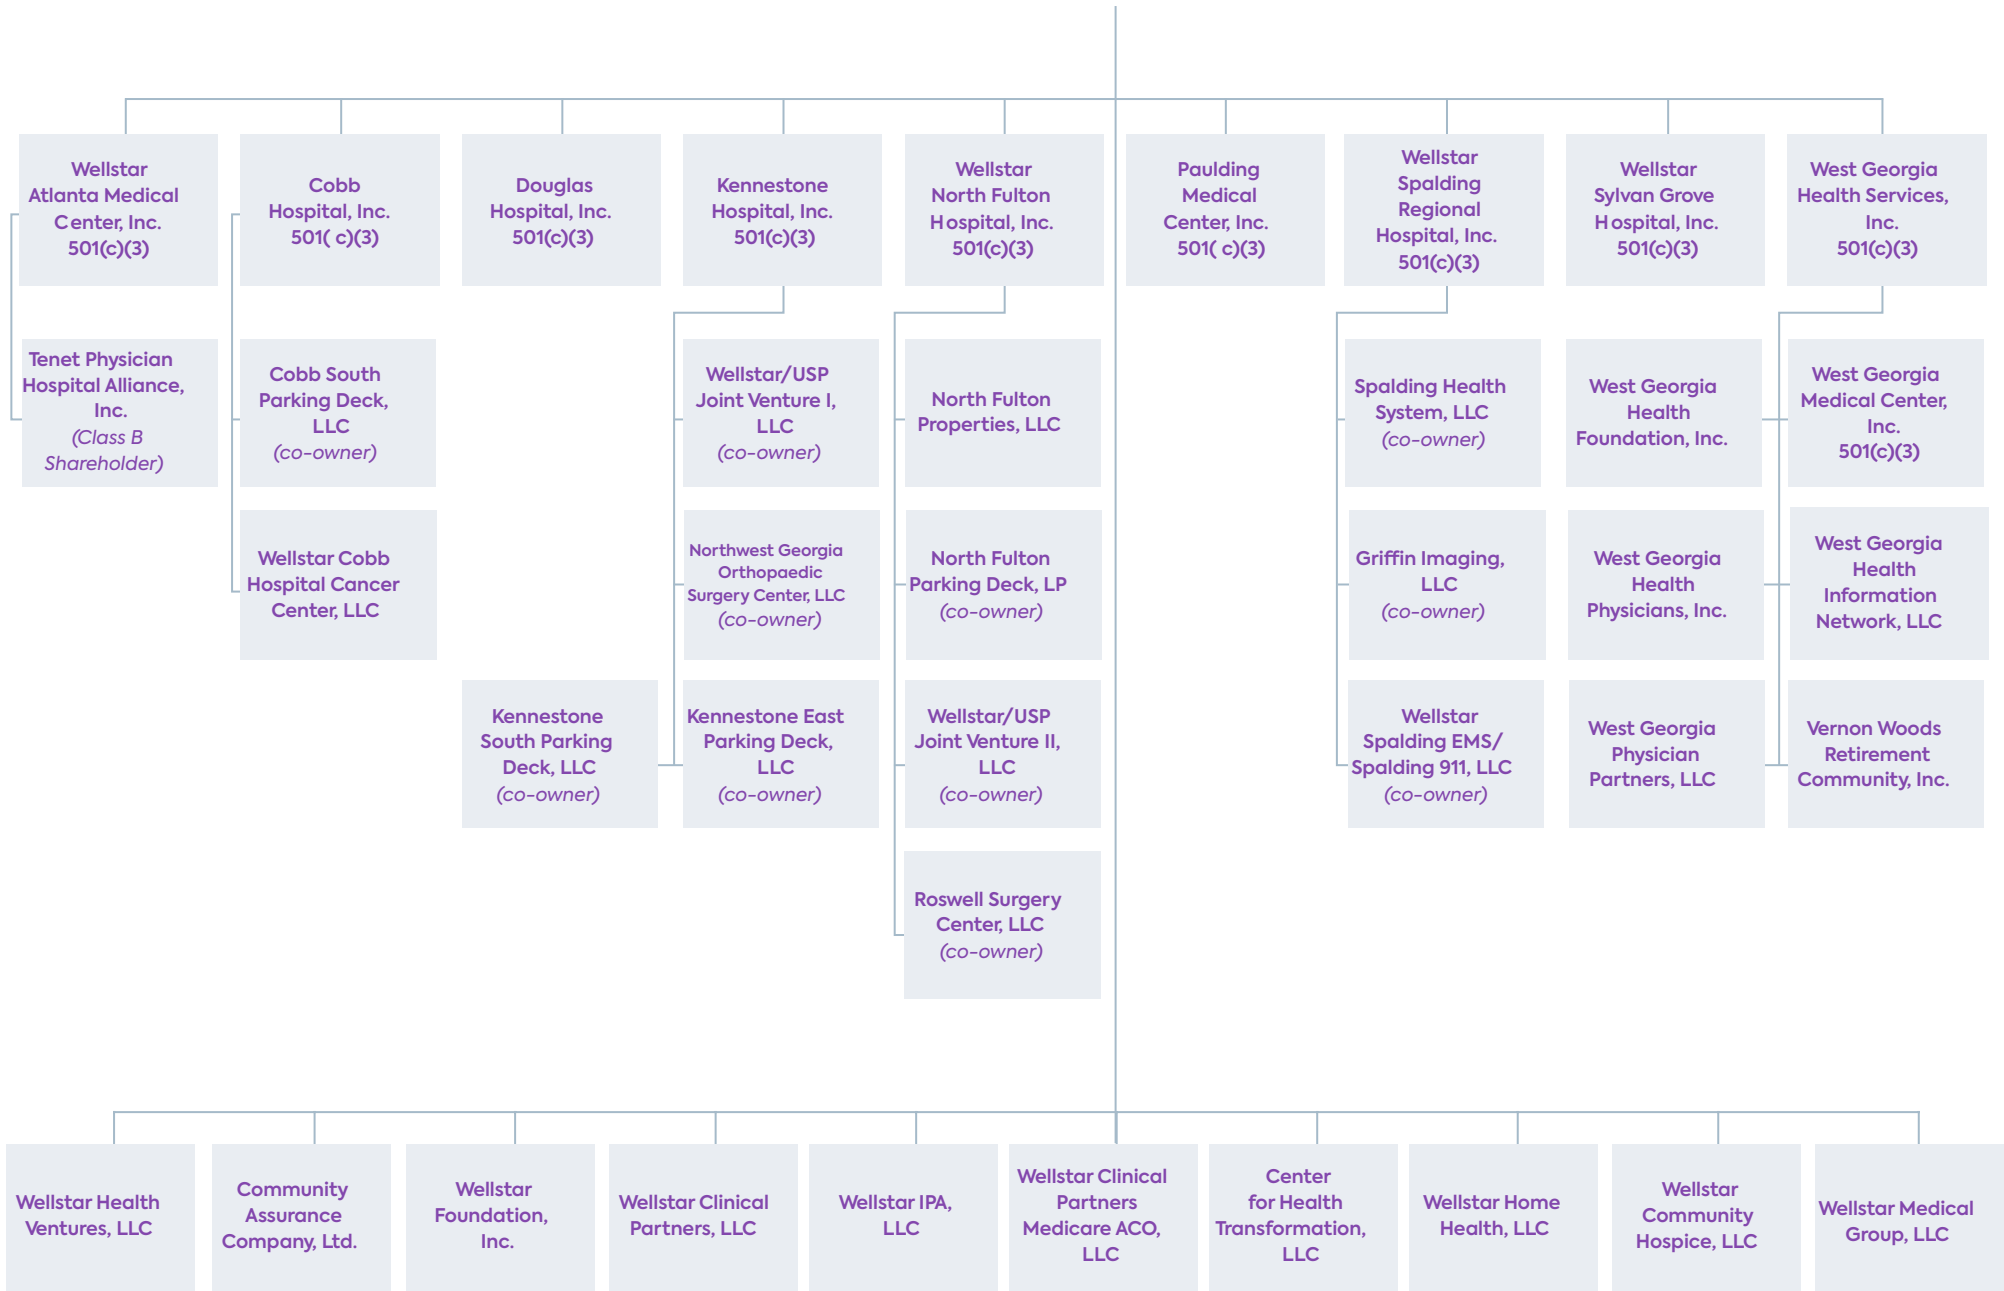 Wellstar
Atlanta Medical
Center, Inc.
501(c)(3)
Cobb
Hospital, Inc.
501( c)(3)
Douglas
Hospital, Inc.
501(c)(3)
Kennestone
Hospital, Inc.
501(c)(3)
Wellstar
North Fulton
Hospital, Inc.
501(c)(3)
Paulding
Medical
Center, Inc.
501( c)(3)
Wellstar
Spalding
Regional
Hospital, Inc.
501(c)(3)
Wellstar
Sylvan Grove
Hospital, Inc.
501(c)(3)
West Georgia
Health Services,
Inc.
501(c)(3)
Tenet Physician
Hospital Alliance,
Inc.
(Class B
Shareholder)
Cobb South
Parking Deck,
LLC
(co-owner)
Wellstar/USP
Joint Venture I,
LLC
(co-owner)
North Fulton
Properties, LLC
Spalding Health
System, LLC
(co-owner)
West Georgia
Health
Foundation, Inc.
West Georgia
Medical Center,
Inc.
501(c)(3)
Wellstar Cobb
Hospital Cancer
Center, LLC
Northwest Georgia
Orthopaedic
Surgery Center, LLC
(co-owner)
North Fulton
Parking Deck, LP
(co-owner)
Griffin Imaging,
LLC
(co-owner)
West Georgia
Health
Physicians, Inc.
West Georgia
Health
Information
Network, LLC
Kennestone
South Parking
Deck, LLC
(co-owner)
Kennestone East
Parking Deck,
LLC
(co-owner)
Wellstar/USP
Joint Venture II,
LLC
(co-owner)
Wellstar
Spalding EMS/
Spalding 911, LLC
(co-owner)
West Georgia
Physician
Partners, LLC
Vernon Woods
Retirement
Community, Inc.
Roswell Surgery
Center, LLC
(co-owner)
Wellstar Health
Ventures, LLC
Community
Assurance
Company, Ltd.
Wellstar
Foundation,
Inc.
Wellstar Clinical
Partners, LLC
Wellstar IPA,
LLC
Wellstar Clinical
Partners
Medicare ACO,
LLC
Center
for Health
Transformation,
LLC
Wellstar Home
Health, LLC
Wellstar
Community
Hospice, LLC
Wellstar Medical
Group, LLC